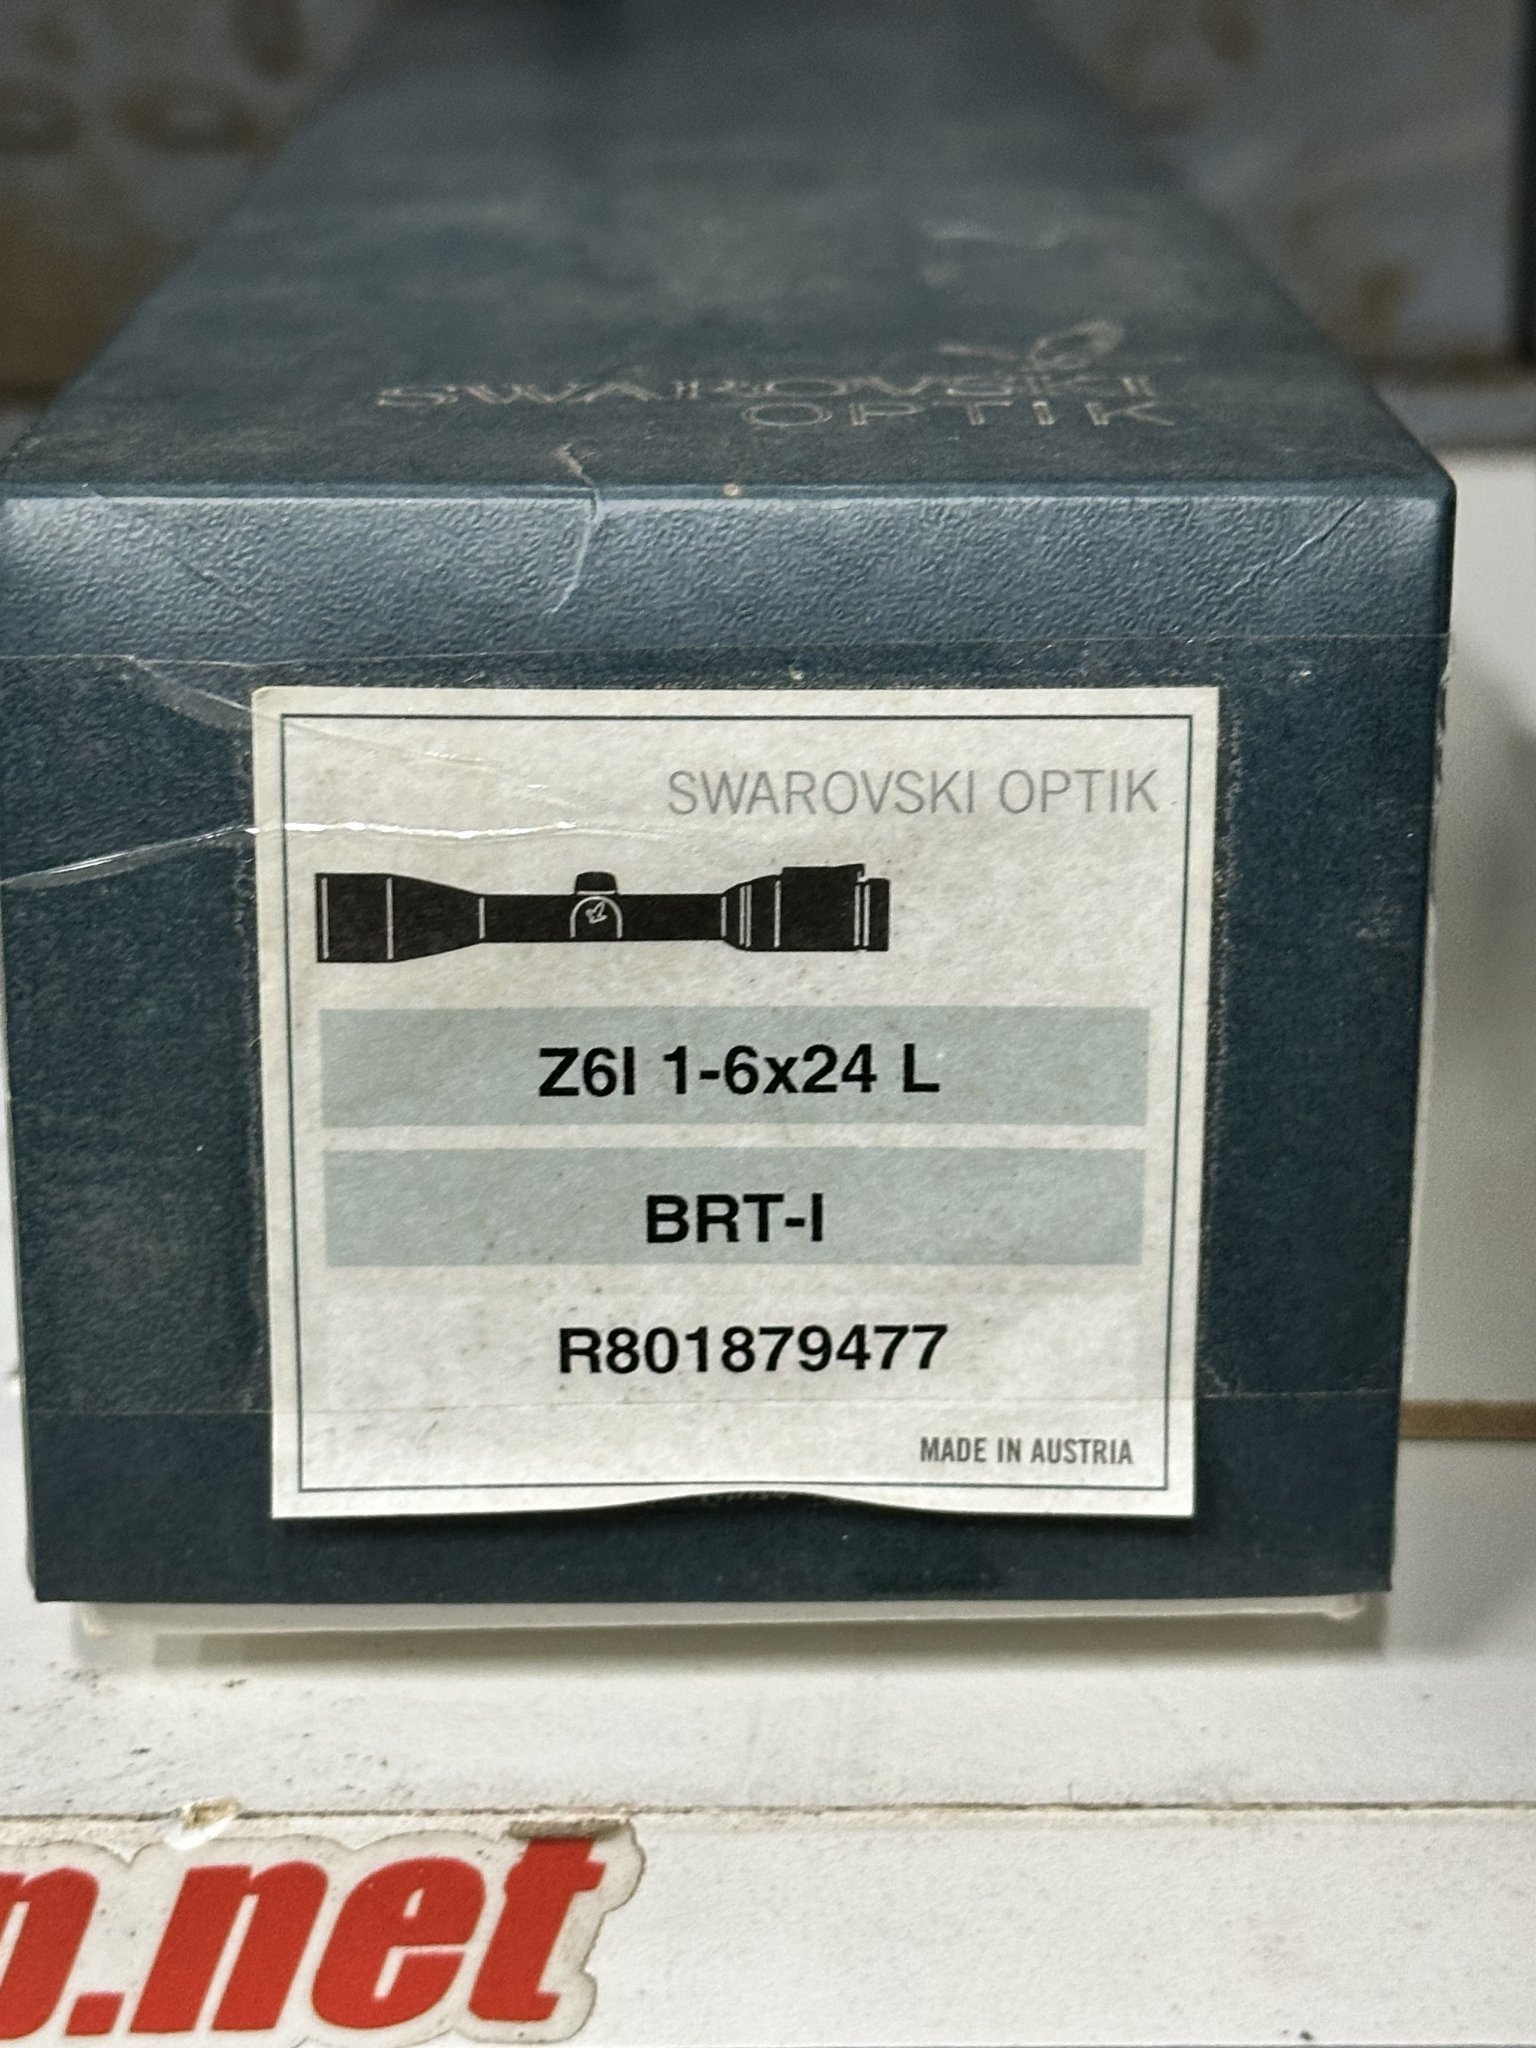 SWAROVSKI
OPTIK
SWAROVSKI OPTIK
Z6I 1-6x24 L
BRT-I
R801879477
MADE IN AUSTRIA
.net